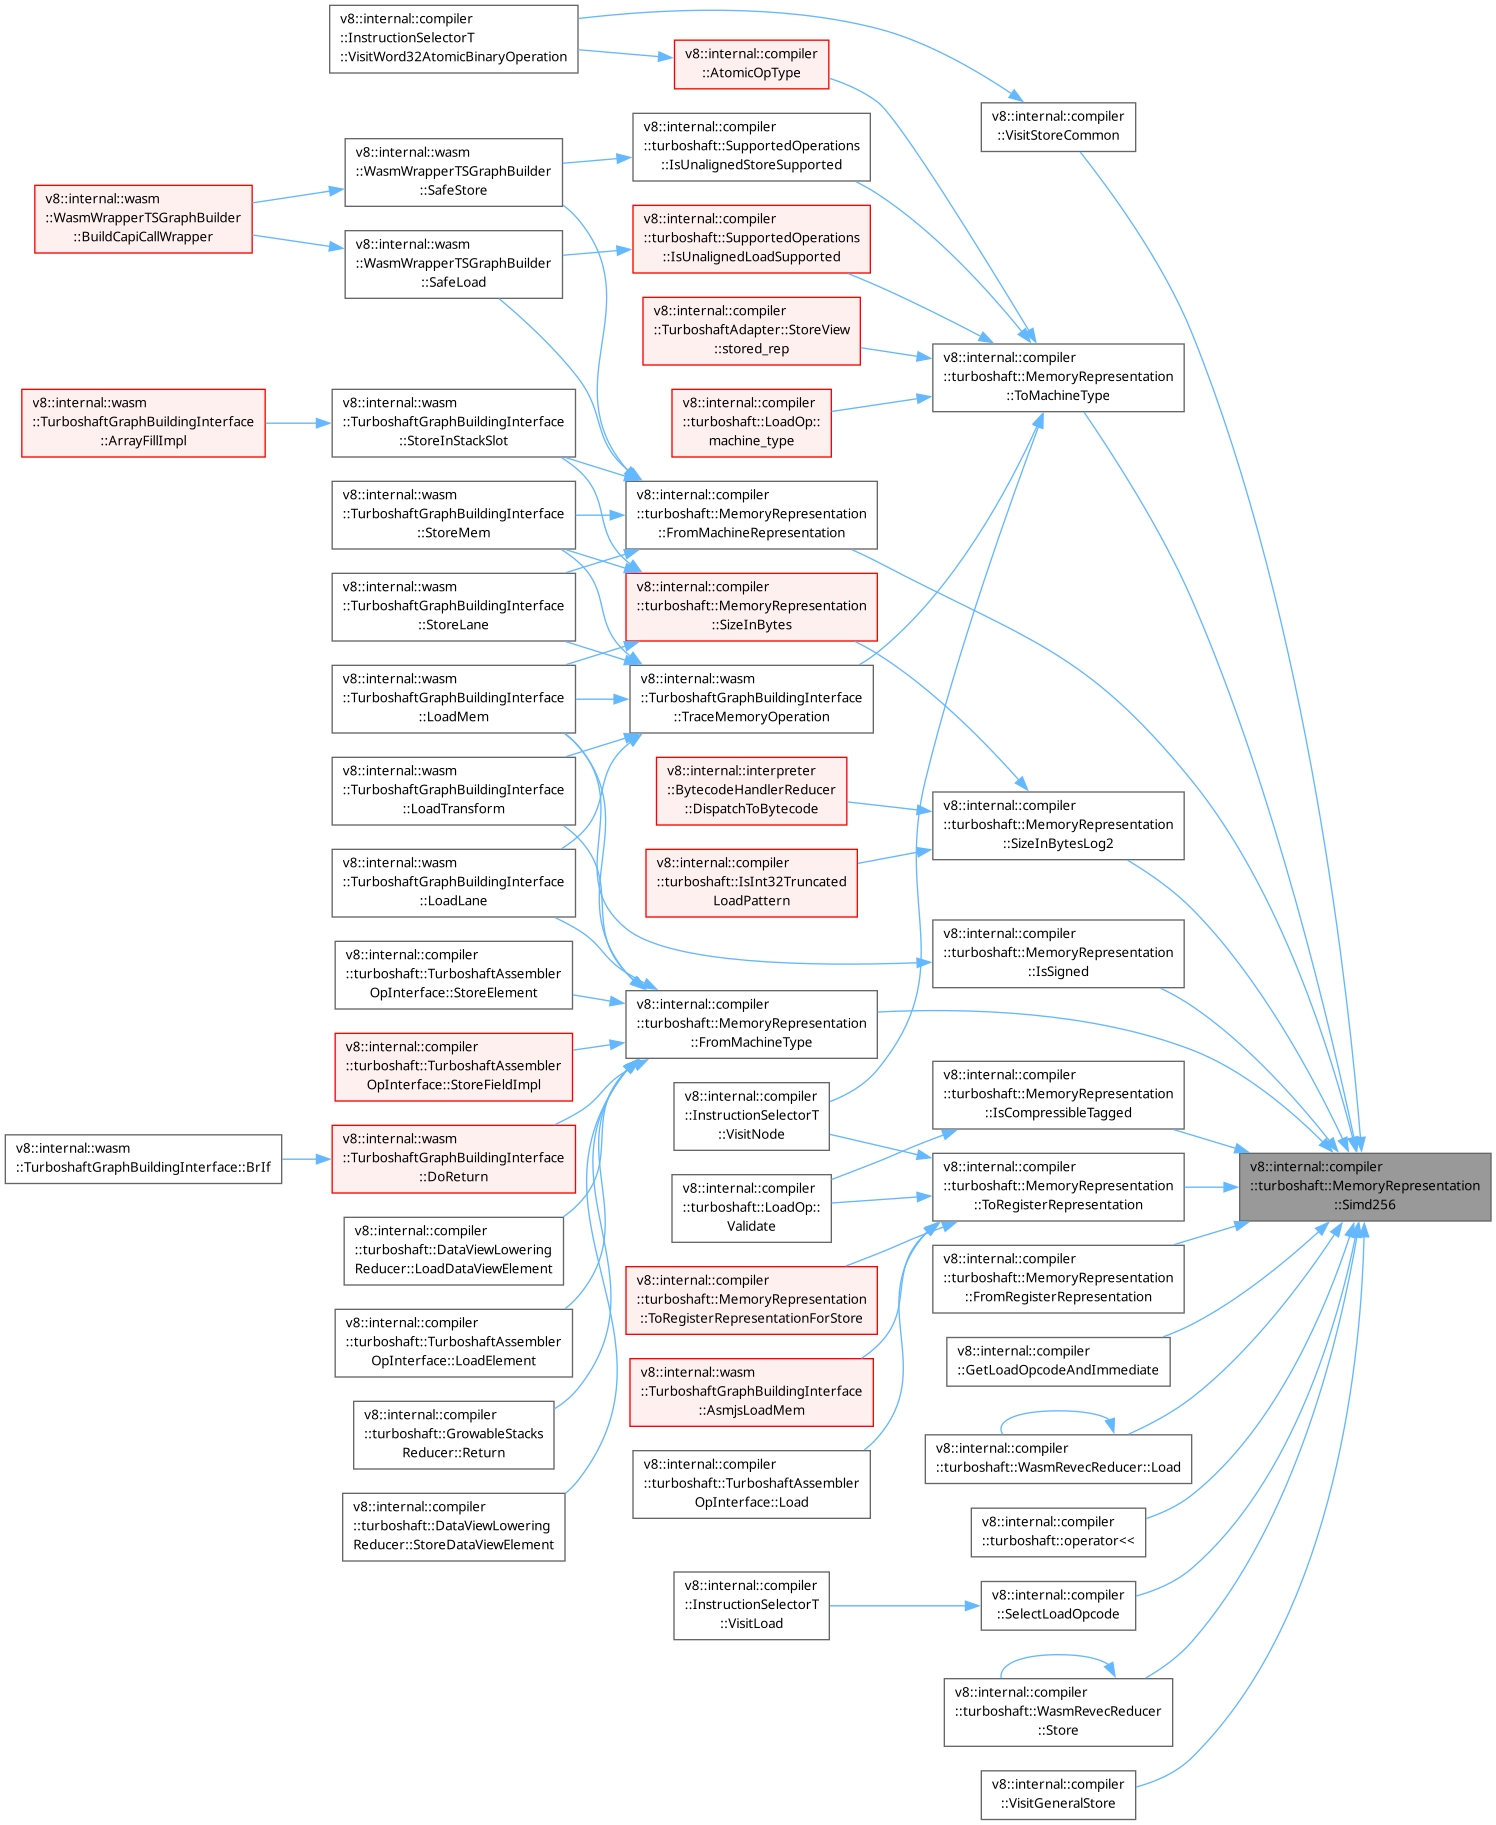 v8::internal::compiler
::InstructionSelectorT
::VisitWord32AtomicBinaryOperation
v8::internal::compiler
::AtomicOpType
v8::internal::compiler
::VisitStoreCommon
v8::internal::compiler
::turboshaft::SupportedOperations
::IsUnalignedStoreSupported
v8::internal::wasm
::WasmWrapperTSGraphBuilder
::SafeStore
v8::internal::wasm
::WasmWrapperTSGraphBuilder
::BuildCapiCallWrapper
v8::internal::compiler
::turboshaft::SupportedOperations
::IsUnalignedLoadSupported
v8::internal::wasm
::WasmWrapperTSGraphBuilder
::SafeLoad
v8::internal::compiler
::TurboshaftAdapter::StoreView
::stored_rep
v8::internal::compiler
::turboshaft::MemoryRepresentation
::ToMachineType
v8::internal::wasm
::TurboshaftGraphBuildingInterface
::ArrayFillImpl
v8::internal::wasm
::TurboshaftGraphBuildingInterface
::StoreInStackSlot
v8::internal::compiler
::turboshaft::LoadOp::
machine_type
v8::internal::wasm
::TurboshaftGraphBuildingInterface
::StoreMem
v8::internal::compiler
::turboshaft::MemoryRepresentation
::FromMachineRepresentation
v8::internal::wasm
::TurboshaftGraphBuildingInterface
::StoreLane
v8::internal::compiler
::turboshaft::MemoryRepresentation
::SizeInBytes
v8::internal::wasm
::TurboshaftGraphBuildingInterface
::LoadMem
v8::internal::wasm
::TurboshaftGraphBuildingInterface
::TraceMemoryOperation
v8::internal::wasm
::TurboshaftGraphBuildingInterface
::LoadTransform
v8::internal::interpreter
::BytecodeHandlerReducer
::DispatchToBytecode
v8::internal::compiler
::turboshaft::MemoryRepresentation
::SizeInBytesLog2
v8::internal::wasm
::TurboshaftGraphBuildingInterface
::LoadLane
v8::internal::compiler
::turboshaft::IsInt32Truncated
LoadPattern
v8::internal::compiler
::turboshaft::MemoryRepresentation
::IsSigned
v8::internal::compiler
::turboshaft::TurboshaftAssembler
OpInterface::StoreElement
v8::internal::compiler
::turboshaft::MemoryRepresentation
::FromMachineType
v8::internal::compiler
::turboshaft::TurboshaftAssembler
OpInterface::StoreFieldImpl
v8::internal::compiler
::InstructionSelectorT
::VisitNode
v8::internal::compiler
::turboshaft::MemoryRepresentation
::IsCompressibleTagged
v8::internal::wasm
::TurboshaftGraphBuildingInterface::BrIf
v8::internal::wasm
::TurboshaftGraphBuildingInterface
::DoReturn
v8::internal::compiler
::turboshaft::LoadOp::
Validate
v8::internal::compiler
::turboshaft::MemoryRepresentation
::ToRegisterRepresentation
v8::internal::compiler
::turboshaft::MemoryRepresentation
::Simd256
v8::internal::compiler
::turboshaft::DataViewLowering
Reducer::LoadDataViewElement
v8::internal::compiler
::turboshaft::MemoryRepresentation
::ToRegisterRepresentationForStore
v8::internal::compiler
::turboshaft::MemoryRepresentation
::FromRegisterRepresentation
v8::internal::compiler
::turboshaft::TurboshaftAssembler
OpInterface::LoadElement
v8::internal::wasm
::TurboshaftGraphBuildingInterface
::AsmjsLoadMem
v8::internal::compiler
::GetLoadOpcodeAndImmediate
v8::internal::compiler
::turboshaft::GrowableStacks
Reducer::Return
v8::internal::compiler
::turboshaft::TurboshaftAssembler
OpInterface::Load
v8::internal::compiler
::turboshaft::WasmRevecReducer::Load
v8::internal::compiler
::turboshaft::DataViewLowering
Reducer::StoreDataViewElement
v8::internal::compiler
::turboshaft::operator<<
v8::internal::compiler
::InstructionSelectorT
::VisitLoad
v8::internal::compiler
::SelectLoadOpcode
v8::internal::compiler
::turboshaft::WasmRevecReducer
::Store
v8::internal::compiler
::VisitGeneralStore